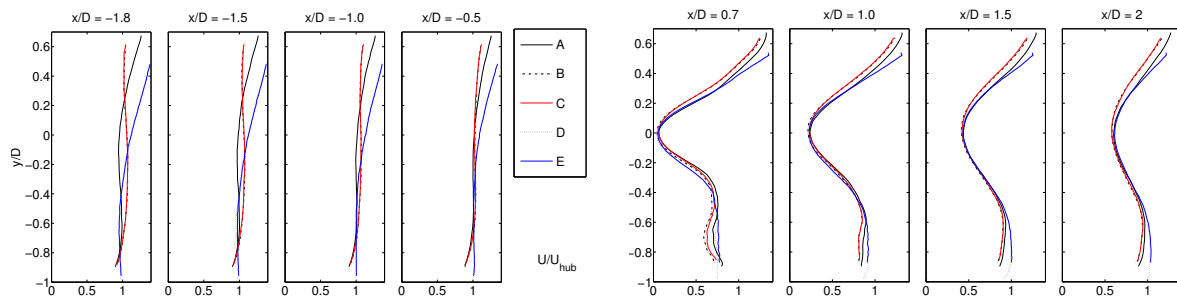 x/D = −1.8 x/D = −1.5 x/D = −1.0 x/D = −0.5 x/D = 0.7 x/D = 1.0 x/D = 1.5 x/D = 2
0.6 0.6
0.4 0.4
0.2 0.2
0 0
−0.2 −0.2
−0.4 −0.4
−0.6 −0.6
−0.8 −0.8
−1 −1
y/D
0 0.5 1 0 0.5 1 0 0.5 1 0 0.5 1 0 0.5 1 0 0.5 1 0 0.5 1 0 0.5 1
A
B
C
D
E
U/U_hub